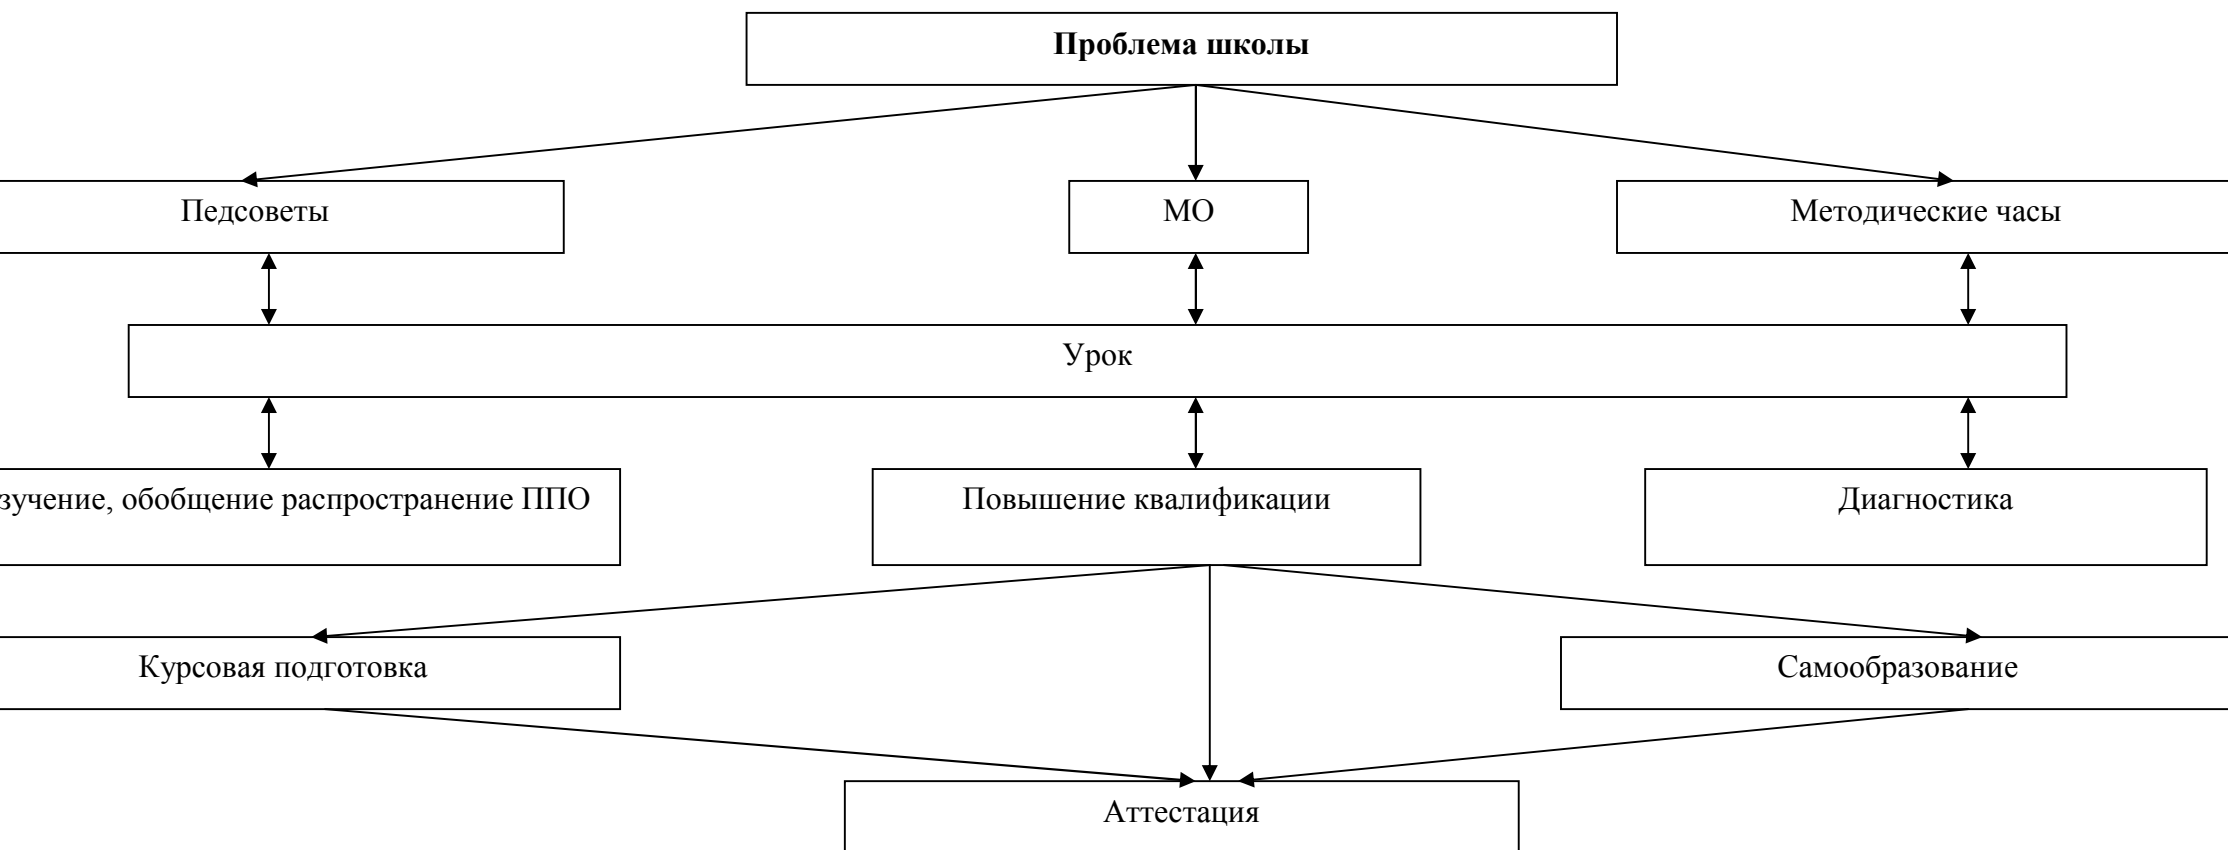 Проблема школы
Педсоветы
МО
Методические часы
Урок
зучение, обобщение распространение ППО
Повышение квалификации
Диагностика
Курсовая подготовка
Самообразование
Аттестация